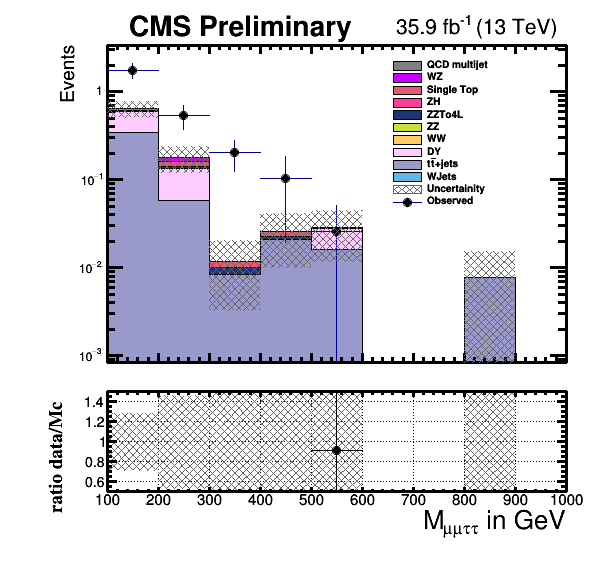 CMS Preliminary
35.9 fb⁻¹ (13 TeV)
Events
1
10⁻¹
10⁻²
10⁻³
QCD multijet
WZ
Single Top
ZH
ZZTo4L
ZZ
WW
DY
tt̄+jets
WJets
Uncertainity
Observed
ratio data/Mc
1.4
1.2
1
0.8
0.6
100 200 300 400 500 600 700 800 900 1000
M_μμττ in GeV